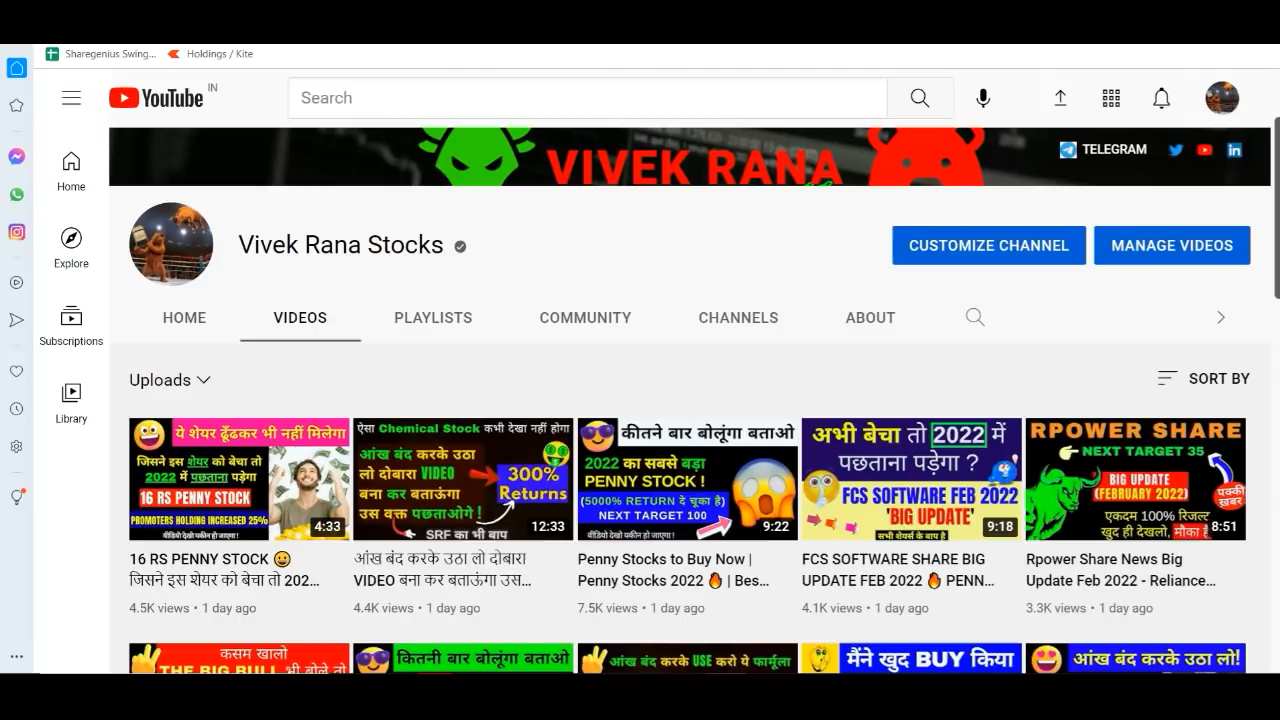 Sharegenius Swing... Holdings / Kite
YouTube IN
Search
VIVEK RANA
TELEGRAM
Home
Explore
Subscriptions
Library
Vivek Rana Stocks
CUSTOMIZE CHANNEL
MANAGE VIDEOS
HOME VIDEOS PLAYLISTS COMMUNITY CHANNELS ABOUT
Uploads
SORT BY
ये शेयर ढूँढकर भी नहीं मिलेगा
जिसने इस शेयर को बेचा तो
2022 में पछताना पड़ेगा
16 RS PENNY STOCK
PROMOTERS HOLDING INCREASED 25%
वीडियो देखो यकीन हो जाएगा !
4:33
ऐसा Chemical Stock कभी देखा नहीं होगा
आंख बंद करके उठा
लो दोबारा VIDEO
बना कर बताऊंगा
उस वक्त पछताओगे !
300%
Returns
SRF का भी बाप
12:33
कीतने बार बोलूंगा बताओ
2022 का सबसे बड़ा
PENNY STOCK !
(5000% RETURN दे चूका है)
NEXT TARGET 100
वीडियो देखो यकीन हो जाएगा !
9:22
अभी बेचा तो 2022 में
पछताना पड़ेगा ?
FCS SOFTWARE FEB 2022
'BIG UPDATE'
सभी शेयर्स के बाप है
9:18
RPOWER SHARE
NEXT TARGET 35
BIG UPDATE
(FEBRUARY 2022)
पक्की
ख़बर
एकदम 100% रिजल्ट
खुद ही देखलो, मौका है
8:51
16 RS PENNY STOCK 😀
जिसने इस शेयर को बेचा तो 202...
4.5K views • 1 day ago
आंख बंद करके उठा लो दोबारा
VIDEO बना कर बताऊंगा उस...
4.4K views • 1 day ago
Penny Stocks to Buy Now |
Penny Stocks 2022 🔥 | Bes...
7.5K views • 1 day ago
FCS SOFTWARE SHARE BIG
UPDATE FEB 2022 🔥 PENN...
4.1K views • 1 day ago
Rpower Share News Big
Update Feb 2022 - Reliance...
3.3K views • 1 day ago
कसम खालो
THE BIG BULL भी बोले तो
कितनी बार बोलूंगा बताओ
आंख बंद करके USE करो ये फार्मूला
मैंने खुद BUY किया
आंख बंद करके उठा लो!